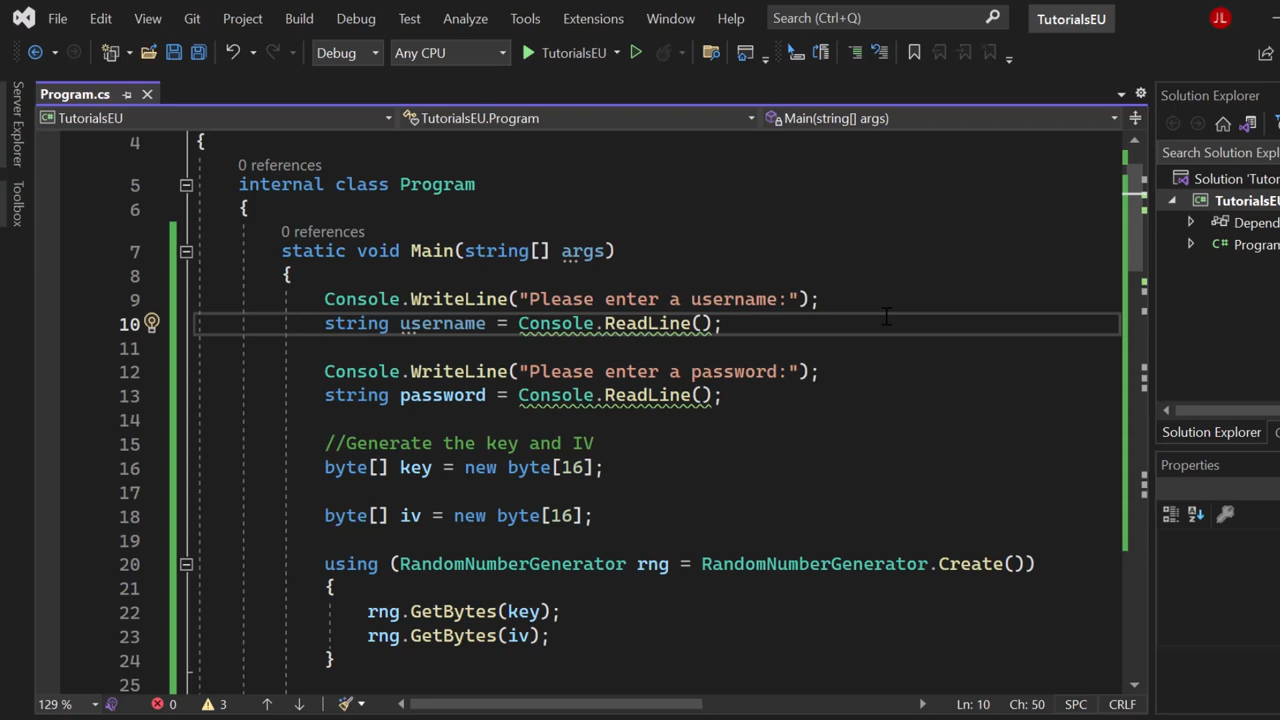 File Edit View Git Project Build Debug Test Analyze Tools Extensions Window Help Search (Ctrl+Q) TutorialsEU JL
Debug Any CPU TutorialsEU
Server Explorer
Toolbox
Program.cs
TutorialsEU TutorialsEU.Program Main(string[] args)
4 {
0 references
5 internal class Program
6 {
0 references
7 static void Main(string[] args)
8 {
9 Console.WriteLine("Please enter a username:");
10 string username = Console.ReadLine();
11
12 Console.WriteLine("Please enter a password:");
13 string password = Console.ReadLine();
14
15 //Generate the key and IV
16 byte[] key = new byte[16];
17
18 byte[] iv = new byte[16];
19
20 using (RandomNumberGenerator rng = RandomNumberGenerator.Create())
21 {
22 rng.GetBytes(key);
23 rng.GetBytes(iv);
24 }
25
129 % 0 3 Ln: 10 Ch: 50 SPC CRLF
Solution Explorer
Search Solution Expl
Solution 'Tutor
TutorialsE
Depend
Program
Solution Explorer
Properties